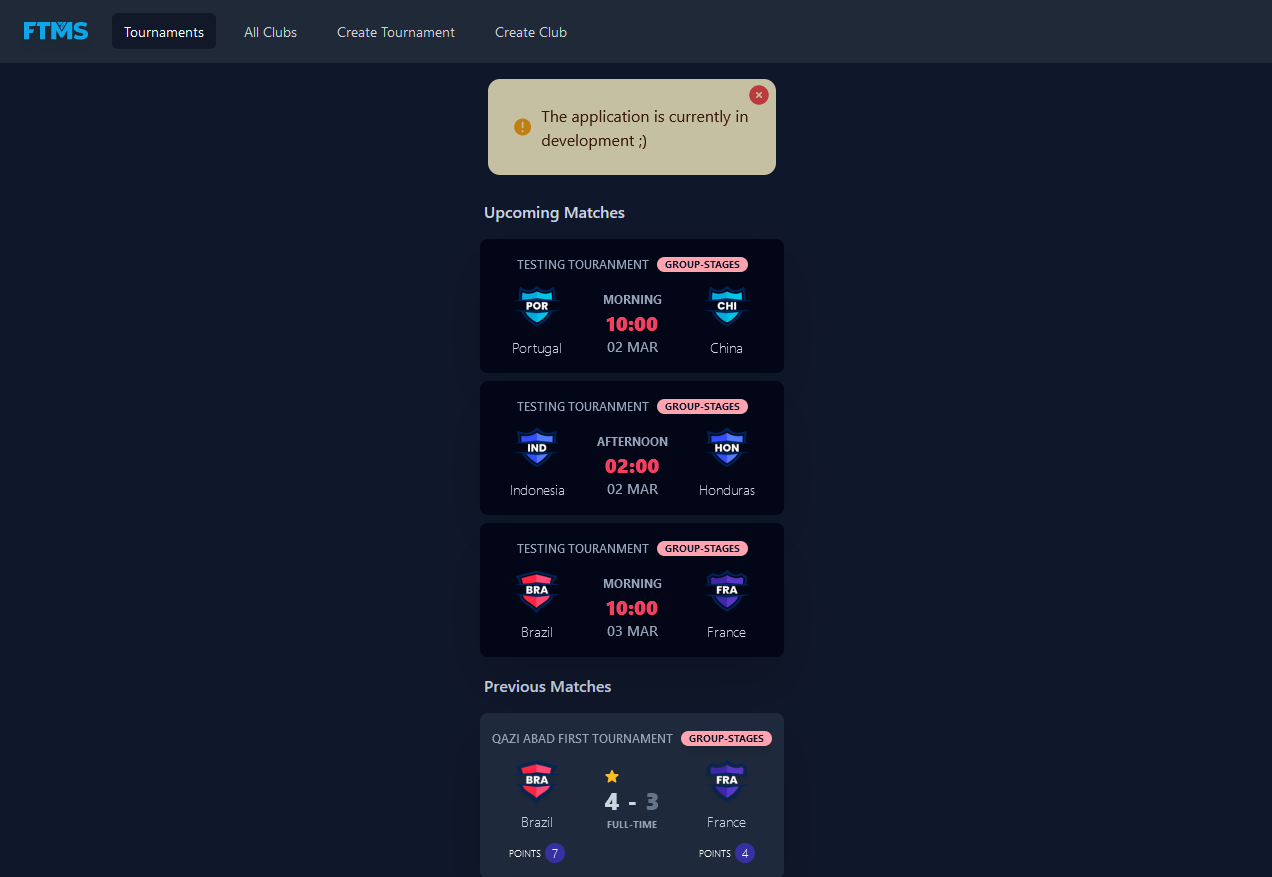 FTMS Tournaments All Clubs Create Tournament Create Club
The application is currently in
development ;)
Upcoming Matches
TESTING TOURANMENT GROUP-STAGES
POR MORNING CHI
10:00
Portugal 02 MAR China
TESTING TOURANMENT GROUP-STAGES
IND AFTERNOON HON
02:00
Indonesia 02 MAR Honduras
TESTING TOURANMENT GROUP-STAGES
BRA MORNING FRA
10:00
Brazil 03 MAR France
Previous Matches
QAZI ABAD FIRST TOURNAMENT GROUP-STAGES
BRA FRA
4 - 3
Brazil FULL-TIME France
POINTS 7 POINTS 4